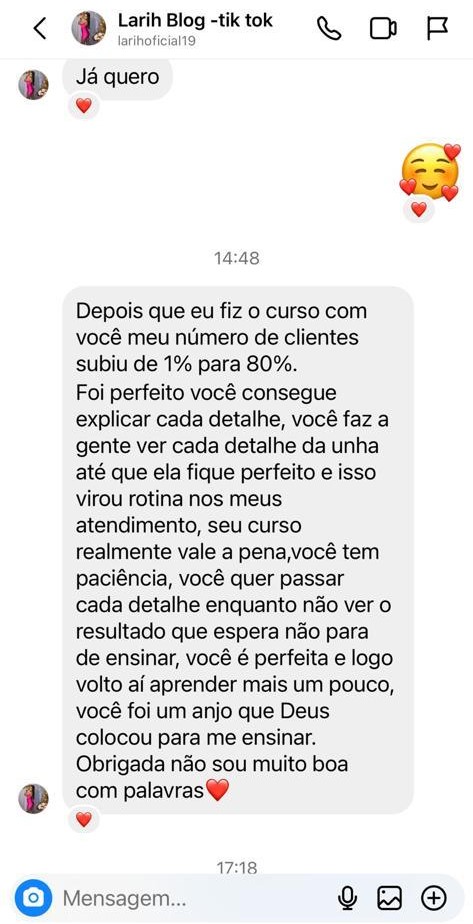 Larih Blog -tik tok
larihoficial19
Já quero
14:48
Depois que eu fiz o curso com
você meu número de clientes
subiu de 1% para 80%.
Foi perfeito você consegue
explicar cada detalhe, você faz a
gente ver cada detalhe da unha
até que ela fique perfeito e isso
virou rotina nos meus
atendimento, seu curso
realmente vale a pena,você tem
paciência, você quer passar
cada detalhe enquanto não ver o
resultado que espera não para
de ensinar, você é perfeita e logo
volto aí aprender mais um pouco,
você foi um anjo que Deus
colocou para me ensinar.
Obrigada não sou muito boa
com palavras❤️
17:18
Mensagem...